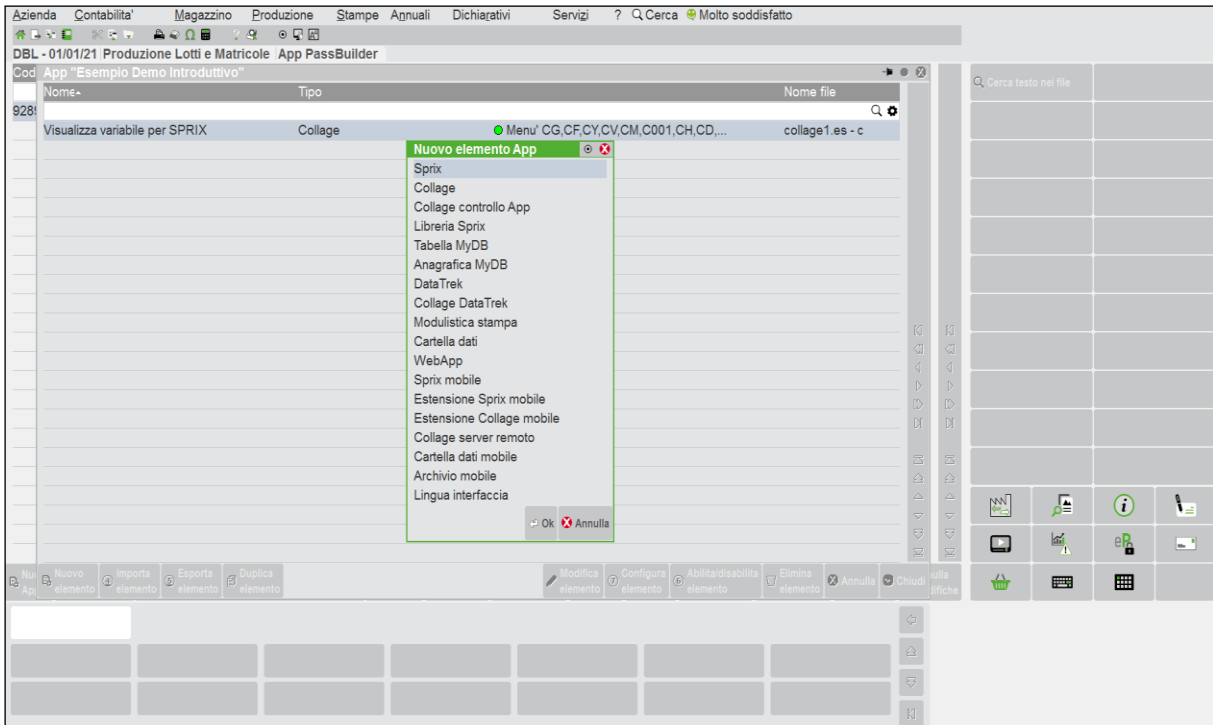 Azienda Contabilita' Magazzino Produzione Stampe Annuali Dichiarativi Servizi ? Cerca Molto soddisfatto
DBL - 01/01/21 Produzione Lotti e Matricole App PassBuilder
Cod App "Esempio Demo Introduttivo"
Cerca testo nei file
Nome Tipo Nome file
928
Visualizza variabile per SPRIX Collage Menu' CG,CF,CY,CV,CM,C001,CH,CD,... collage1.es - c
Nuovo elemento App
Sprix
Collage
Collage controllo App
Libreria Sprix
Tabella MyDB
Anagrafica MyDB
DataTrek
Collage DataTrek
Modulistica stampa
Cartella dati
WebApp
Sprix mobile
Estensione Sprix mobile
Estensione Collage mobile
Collage server remoto
Cartella dati mobile
Archivio mobile
Lingua interfaccia
Ok Annulla
Nuovo elemento Importa elemento Esporta elemento Duplica elemento Modifica elemento Configura elemento Abilita/disabilita elemento Elimina elemento Annulla Chiudi